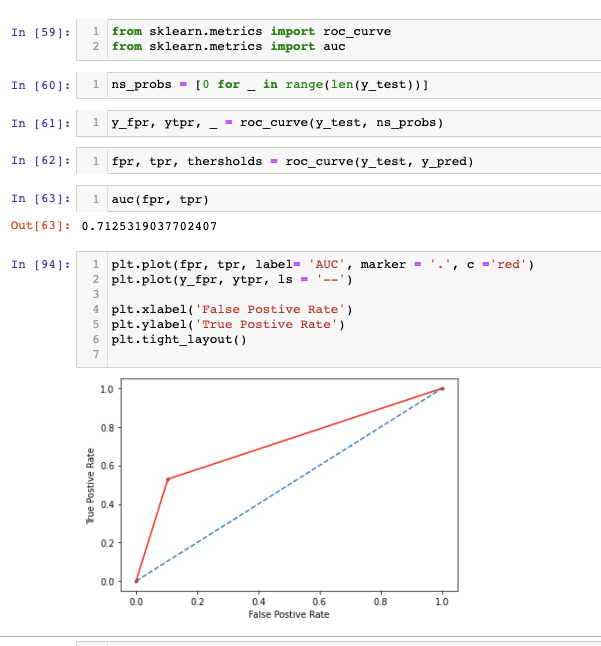 In [59]:
1 from sklearn.metrics import roc_curve
2 from sklearn.metrics import auc
In [60]:
1 ns_probs = [0 for _ in range(len(y_test))]
In [61]:
1 y_fpr, ytpr, _ = roc_curve(y_test, ns_probs)
In [62]:
1 fpr, tpr, thersholds = roc_curve(y_test, y_pred)
In [63]:
1 auc(fpr, tpr)
Out[63]: 0.7125319037702407
In [94]:
1 plt.plot(fpr, tpr, label= 'AUC', marker = '.', c ='red')
2 plt.plot(y_fpr, ytpr, ls = '--')
3
4 plt.xlabel('False Postive Rate')
5 plt.ylabel('True Postive Rate')
6 plt.tight_layout()
7
True Postive Rate
1.0
0.8
0.6
0.4
0.2
0.0
0.0 0.2 0.4 0.6 0.8 1.0
False Postive Rate